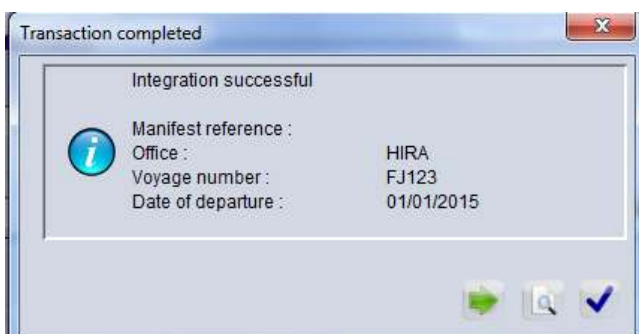 Transaction completed
Integration successful
Manifest reference :
Office : HIRA
Voyage number : FJ123
Date of departure : 01/01/2015